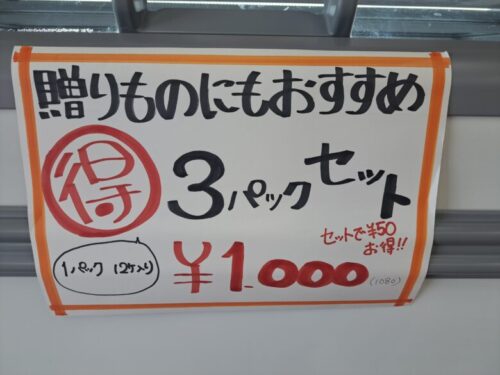 贈りものにもおすすめ
得 3パックセット
セットで¥50
お得!!
1パック 12ケ入り
¥1.000 (1080)